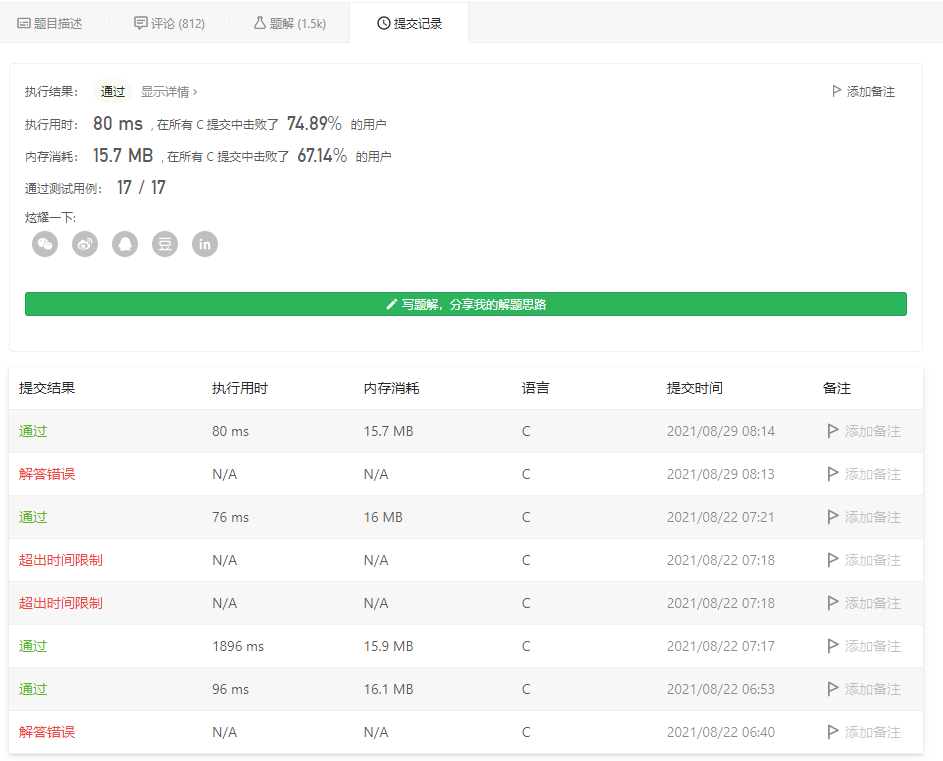 题目描述 评论 (812) 题解 (1.5k) 提交记录
执行结果: 通过 显示详情 › 添加备注
执行用时: 80 ms , 在所有 C 提交中击败了 74.89% 的用户
内存消耗: 15.7 MB , 在所有 C 提交中击败了 67.14% 的用户
通过测试用例: 17 / 17
炫耀一下:
豆 in
写题解, 分享我的解题思路
提交结果 执行用时 内存消耗 语言 提交时间 备注
通过 80 ms 15.7 MB C 2021/08/29 08:14 添加备注
解答错误 N/A N/A C 2021/08/29 08:13 添加备注
通过 76 ms 16 MB C 2021/08/22 07:21 添加备注
超出时间限制 N/A N/A C 2021/08/22 07:18 添加备注
超出时间限制 N/A N/A C 2021/08/22 07:18 添加备注
通过 1896 ms 15.9 MB C 2021/08/22 07:17 添加备注
通过 96 ms 16.1 MB C 2021/08/22 06:53 添加备注
解答错误 N/A N/A C 2021/08/22 06:40 添加备注